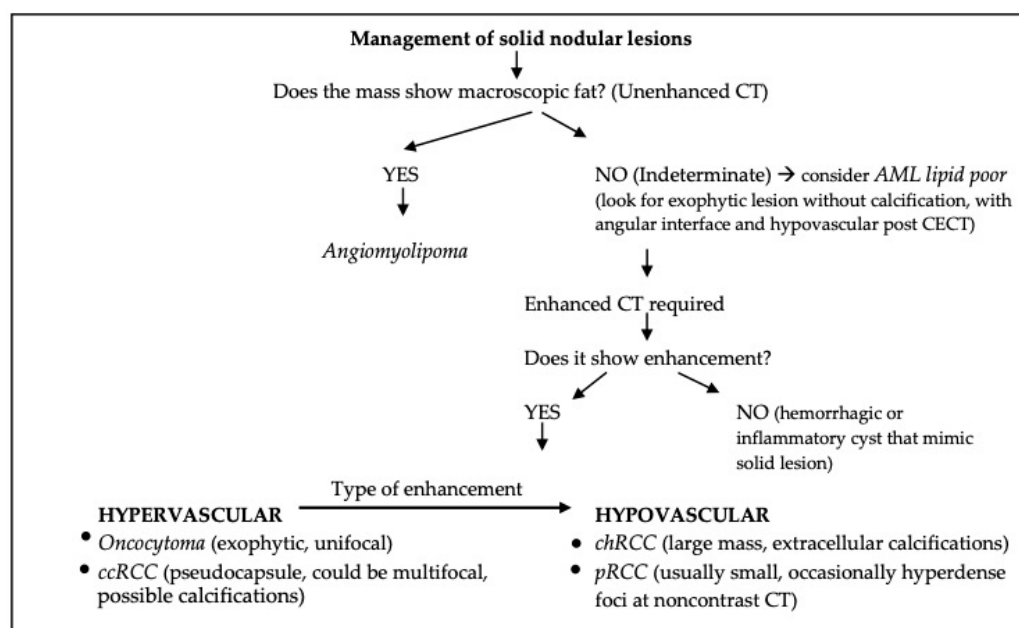 Management of solid nodular lesions
Does the mass show macroscopic fat? (Unenhanced CT)
YES
Angiomyolipoma
NO (Indeterminate) → consider AML lipid poor
(look for exophytic lesion without calcification, with
angular interface and hypovascular post CECT)
Enhanced CT required
Does it show enhancement?
YES
NO (hemorrhagic or
inflammatory cyst that mimic
solid lesion)
Type of enhancement
HYPERVASCULAR
• Oncocytoma (exophytic, unifocal)
• ccRCC (pseudocapsule, could be multifocal,
possible calcifications)
HYPOVASCULAR
• chRCC (large mass, extracellular calcifications)
• pRCC (usually small, occasionally hyperdense
foci at noncontrast CT)